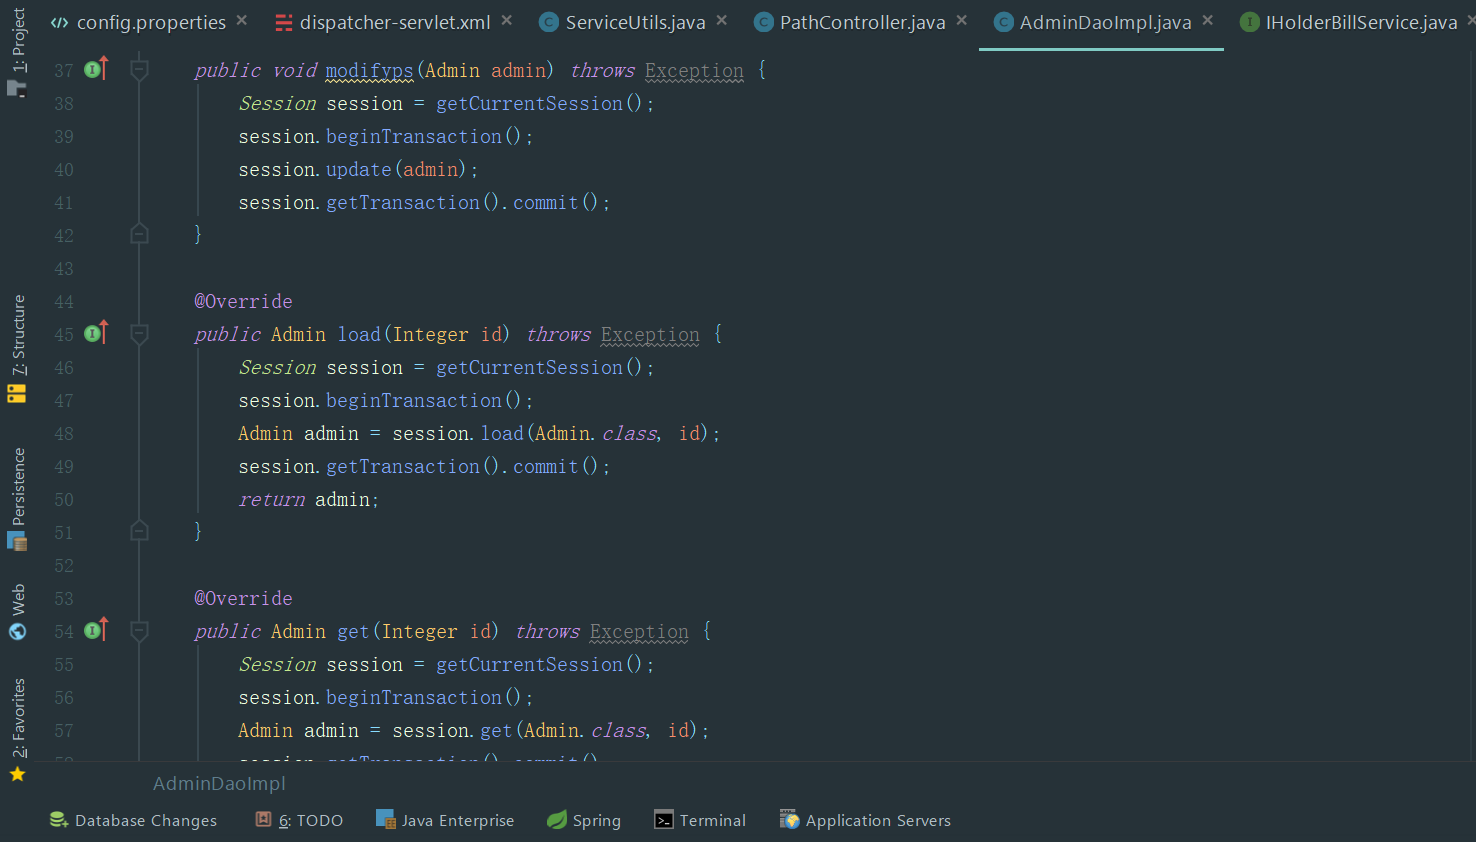 config.properties × dispatcher-servlet.xml × ServiceUtils.java × PathController.java × AdminDaoImpl.java × IHolderBillService.java ×
1: Project
7: Structure
Persistence
Web
2: Favorites
37 public void modifyps(Admin admin) throws Exception {
38 Session session = getCurrentSession();
39 session.beginTransaction();
40 session.update(admin);
41 session.getTransaction().commit();
42 }
43
44 @Override
45 public Admin load(Integer id) throws Exception {
46 Session session = getCurrentSession();
47 session.beginTransaction();
48 Admin admin = session.load(Admin.class, id);
49 session.getTransaction().commit();
50 return admin;
51 }
52
53 @Override
54 public Admin get(Integer id) throws Exception {
55 Session session = getCurrentSession();
56 session.beginTransaction();
57 Admin admin = session.get(Admin.class, id);
AdminDaoImpl
Database Changes 6: TODO Java Enterprise Spring Terminal Application Servers